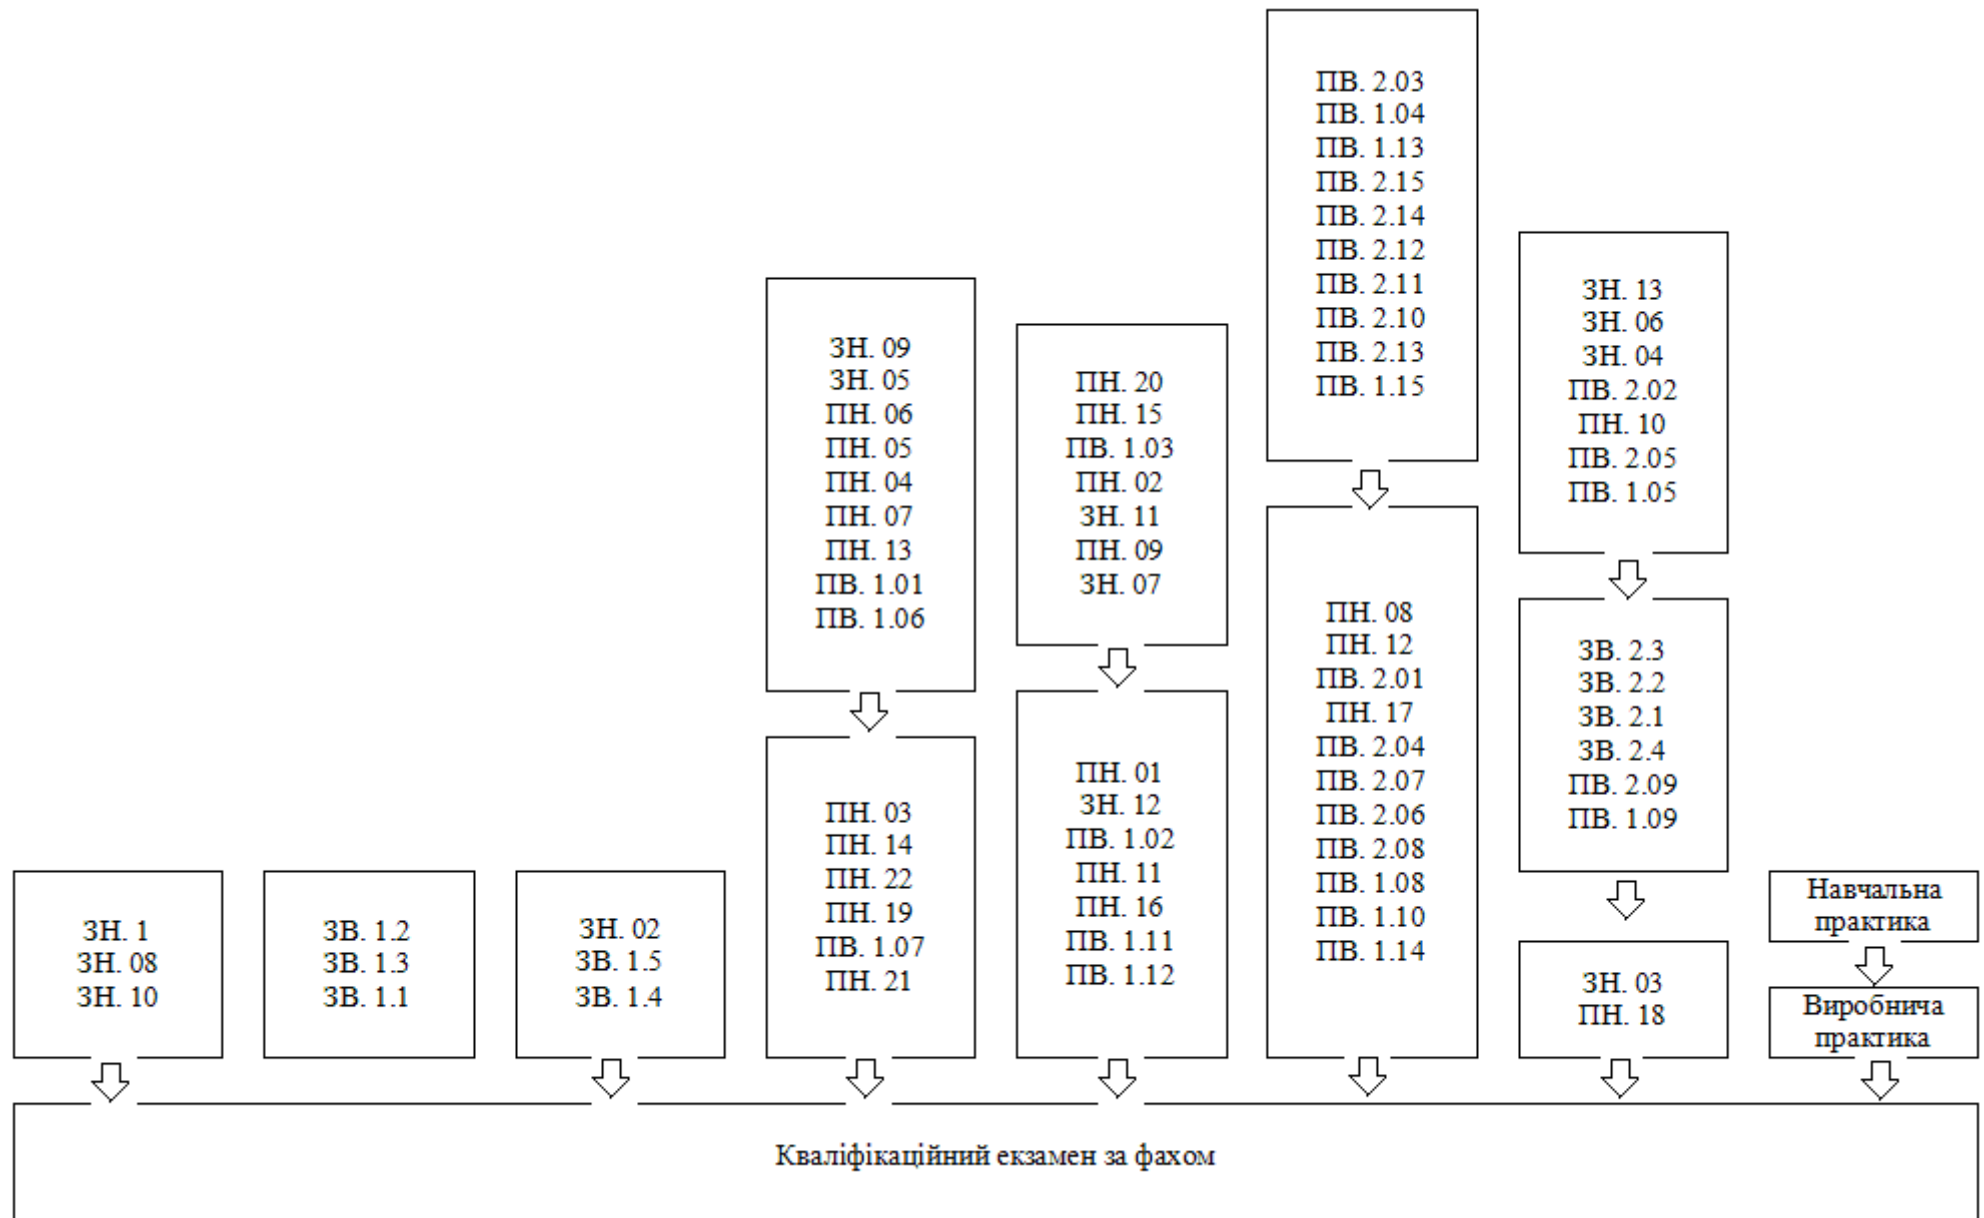 ПВ. 2.03
ПВ. 1.04
ПВ. 1.13
ПВ. 2.15
ПВ. 2.14
ПВ. 2.12
ПВ. 2.11
ПВ. 2.10
ПВ. 2.13
ПВ. 1.15
ЗН. 13
ЗН. 06
ЗН. 04
ПВ. 2.02
ПН. 10
ПВ. 2.05
ПВ. 1.05
ЗН. 09
ЗН. 05
ПН. 06
ПН. 05
ПН. 04
ПН. 07
ПН. 13
ПВ. 1.01
ПВ. 1.06
ПН. 20
ПН. 15
ПВ. 1.03
ПН. 02
ЗН. 11
ПН. 09
ЗН. 07
ПН. 08
ПН. 12
ПВ. 2.01
ПН. 17
ПВ. 2.04
ПВ. 2.07
ПВ. 2.06
ПВ. 2.08
ПВ. 1.08
ПВ. 1.10
ПВ. 1.14
ЗВ. 2.3
ЗВ. 2.2
ЗВ. 2.1
ЗВ. 2.4
ПВ. 2.09
ПВ. 1.09
ПН. 03
ПН. 14
ПН. 22
ПН. 19
ПВ. 1.07
ПН. 21
ПН. 01
ЗН. 12
ПВ. 1.02
ПН. 11
ПН. 16
ПВ. 1.11
ПВ. 1.12
ЗН. 1
ЗН. 08
ЗН. 10
ЗВ. 1.2
ЗВ. 1.3
ЗВ. 1.1
ЗН. 02
ЗВ. 1.5
ЗВ. 1.4
ЗН. 03
ПН. 18
Навчальна
практика
Виробнича
практика
Кваліфікаційний екзамен за фахом